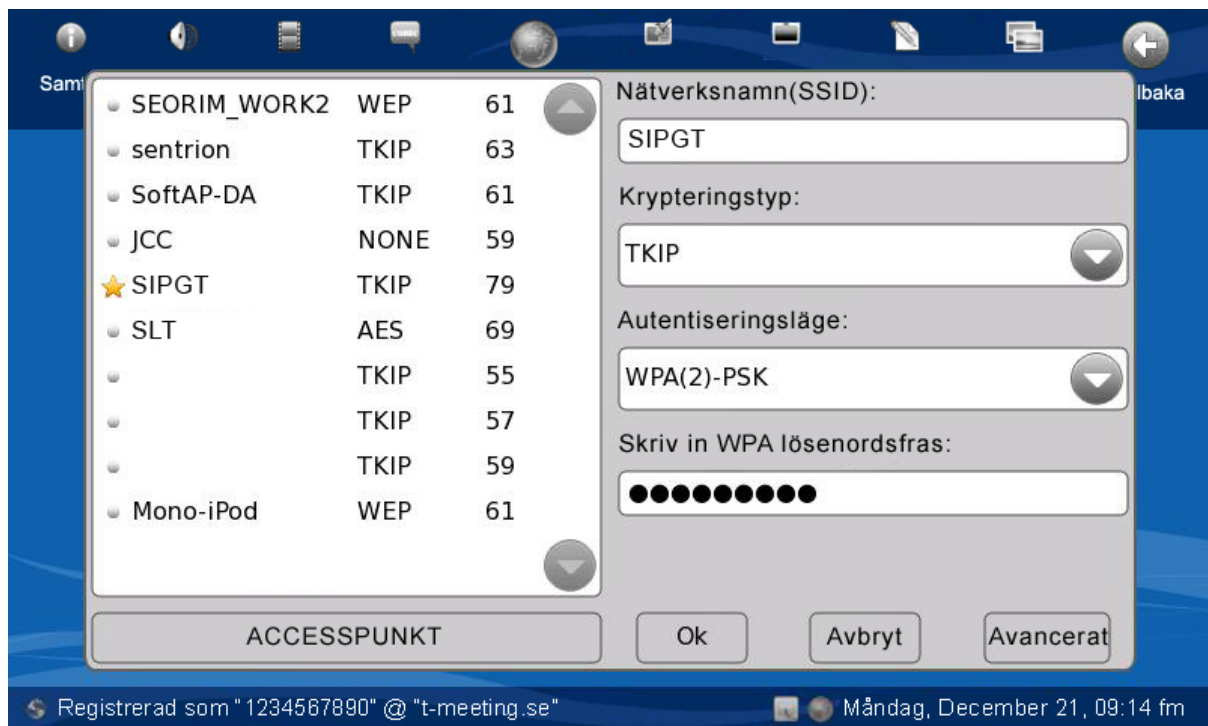 Samt
lbaka
SEORIM_WORK2 WEP 61
sentrion TKIP 63
SoftAP-DA TKIP 61
JCC NONE 59
SIPGT TKIP 79
SLT AES 69
TKIP 55
TKIP 57
TKIP 59
Mono-iPod WEP 61
ACCESSPUNKT
Nätverksnamn(SSID):
SIPGT
Krypteringstyp:
TKIP
Autentiseringsläge:
WPA(2)-PSK
Skriv in WPA lösenordsfras:
●●●●●●●●●
Ok Avbryt Avancerat
Registrerad som "1234567890" @ "t-meeting.se"
Måndag, December 21, 09:14 fm